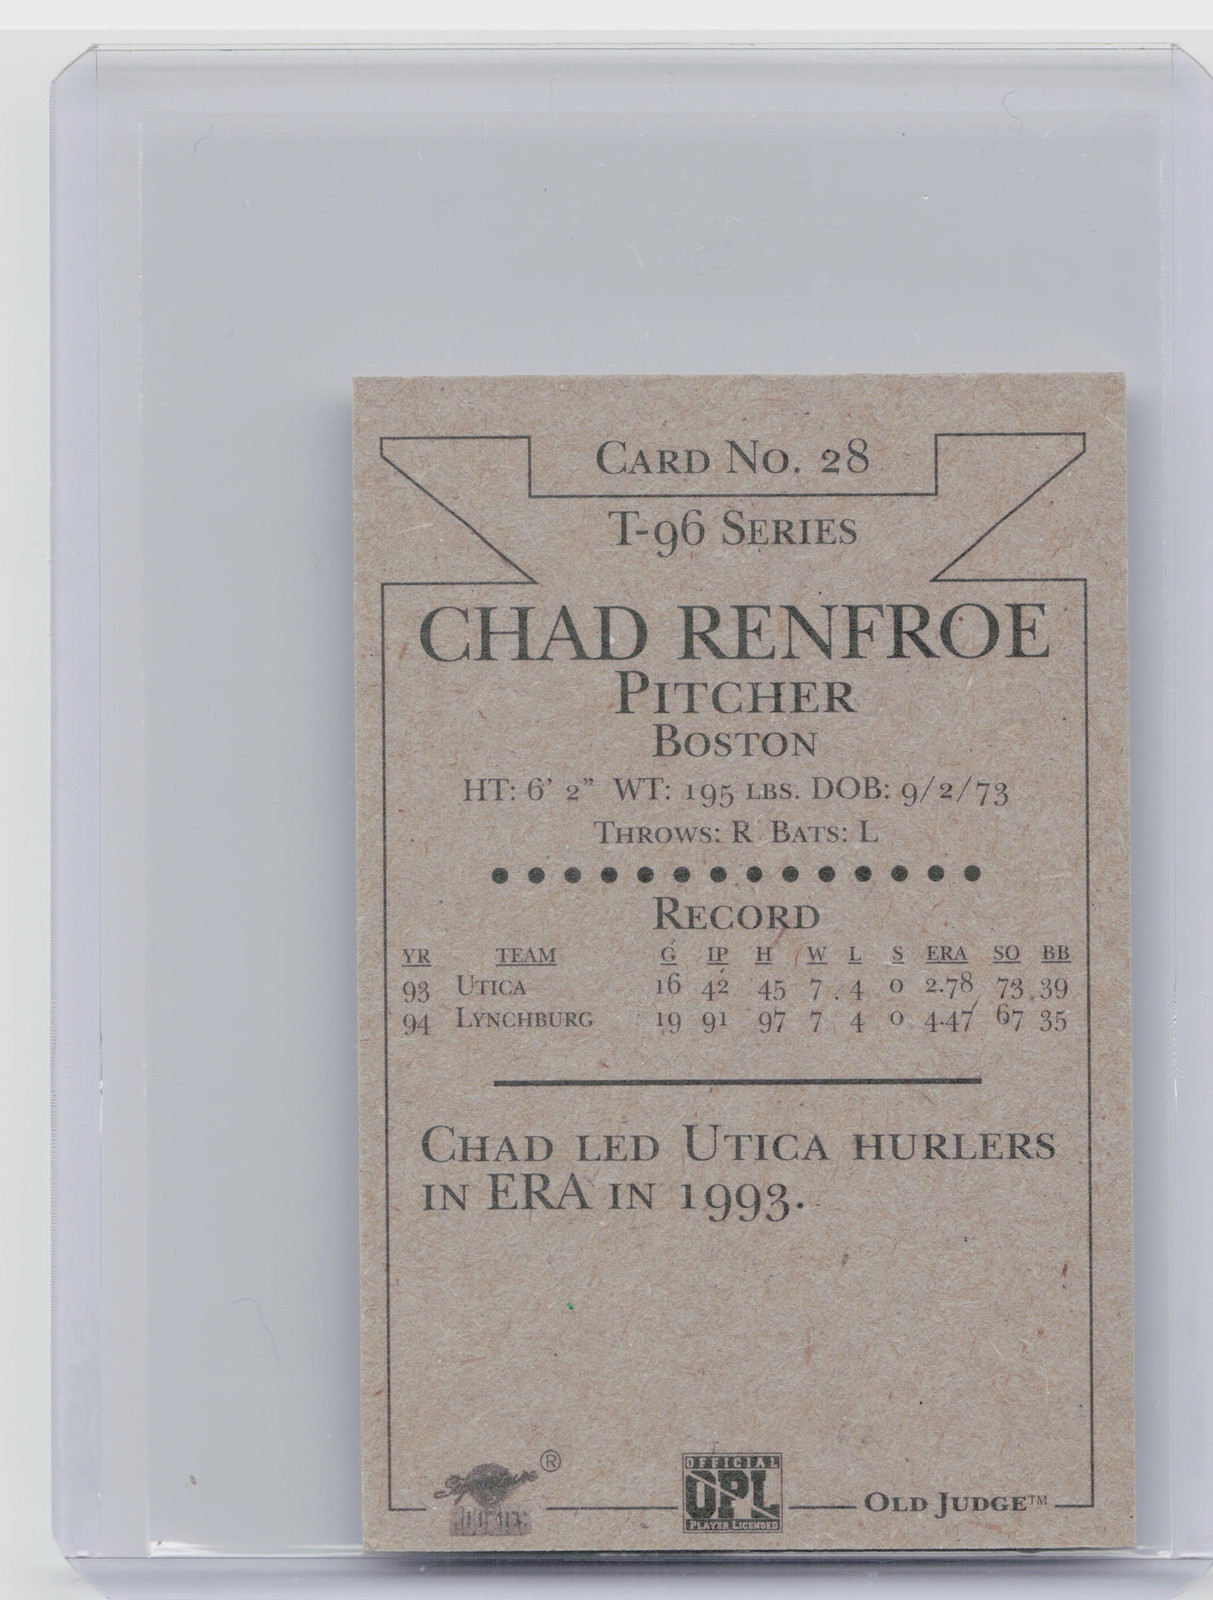 CARD NO. 28
T-96 SERIES
CHAD RENFROE
PITCHER
BOSTON
HT: 6' 2" WT: 195 LBS. DOB: 9/2/73
THROWS: R BATS: L
RECORD
YR TEAM G IP H W L S ERA SO BB
93 UTICA 16 42 45 7 4 0 2.78 73 39
94 LYNCHBURG 19 91 97 7 4 0 4.47 67 35
CHAD LED UTICA HURLERS
IN ERA IN 1993.
Signature ®
OFFICIAL
OPL
PLAYER LICENSED
OLD JUDGE™